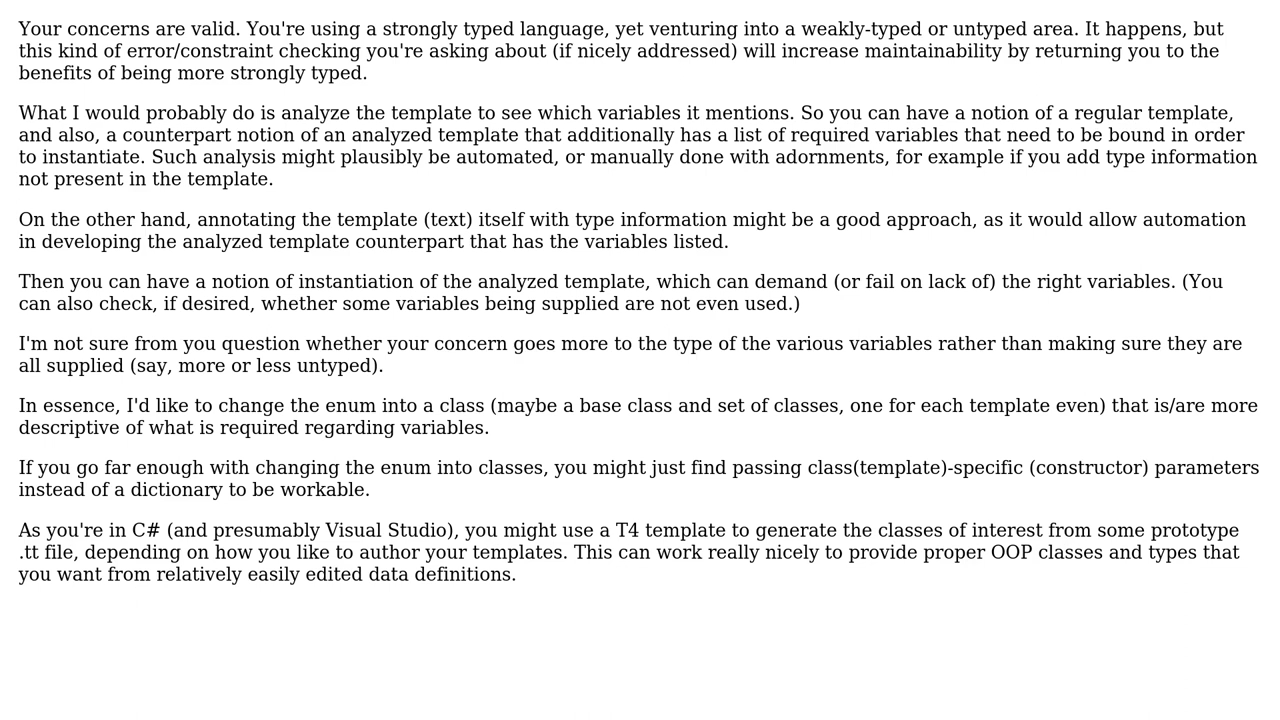 Your concerns are valid. You're using a strongly typed language, yet venturing into a weakly-typed or untyped area. It happens, but
this kind of error/constraint checking you're asking about (if nicely addressed) will increase maintainability by returning you to the
benefits of being more strongly typed.
What I would probably do is analyze the template to see which variables it mentions. So you can have a notion of a regular template,
and also, a counterpart notion of an analyzed template that additionally has a list of required variables that need to be bound in order
to instantiate. Such analysis might plausibly be automated, or manually done with adornments, for example if you add type information
not present in the template.
On the other hand, annotating the template (text) itself with type information might be a good approach, as it would allow automation
in developing the analyzed template counterpart that has the variables listed.
Then you can have a notion of instantiation of the analyzed template, which can demand (or fail on lack of) the right variables. (You
can also check, if desired, whether some variables being supplied are not even used.)
I'm not sure from you question whether your concern goes more to the type of the various variables rather than making sure they are
all supplied (say, more or less untyped).
In essence, I'd like to change the enum into a class (maybe a base class and set of classes, one for each template even) that is/are more
descriptive of what is required regarding variables.
If you go far enough with changing the enum into classes, you might just find passing class(template)-specific (constructor) parameters
instead of a dictionary to be workable.
As you're in C# (and presumably Visual Studio), you might use a T4 template to generate the classes of interest from some prototype
.tt file, depending on how you like to author your templates. This can work really nicely to provide proper OOP classes and types that
you want from relatively easily edited data definitions.